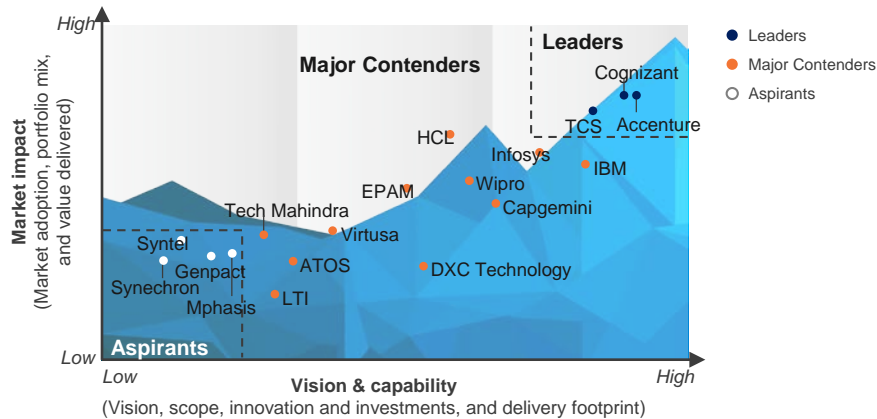 High
Leaders
Leaders
Major Contenders
Cognizant
Major Contenders
Aspirants
TCS
Accenture
HCL
Infosys
IBM
EPAM
Wipro
Capgemini
Tech Mahindra
Virtusa
Syntel
Genpact
ATOS
DXC Technology
Synechron
Mphasis
LTI
Market impact
(Market adoption, portfolio mix,
and value delivered)
Aspirants
Low
Low
High
Vision & capability
(Vision, scope, innovation and investments, and delivery footprint)